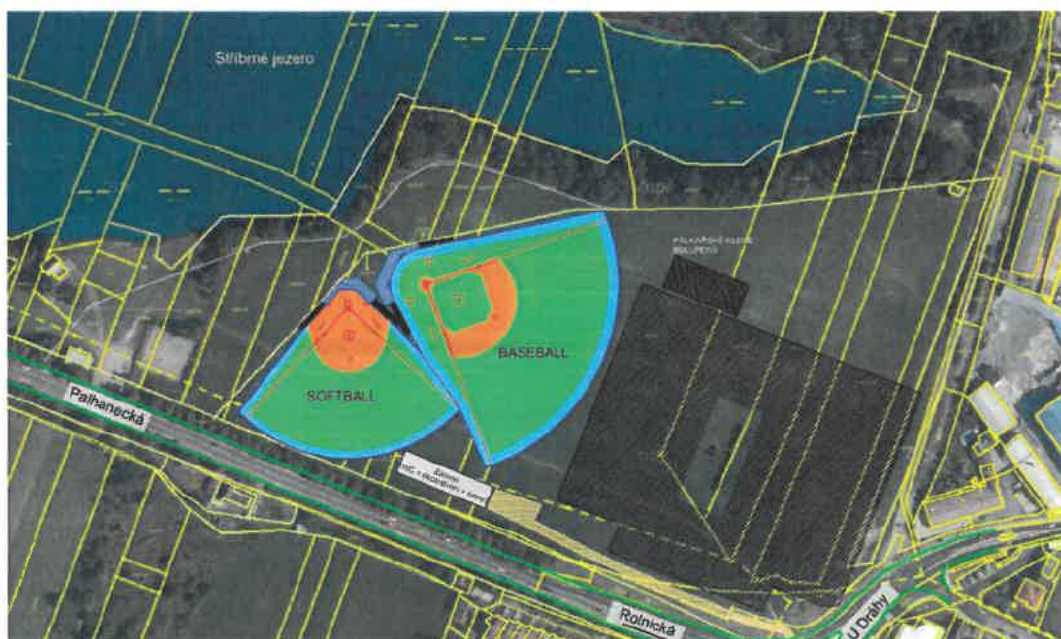 Stříbrné jezero
BASEBALL
SOFTBALL
Palhanecká
Rolnická
U Dráhy